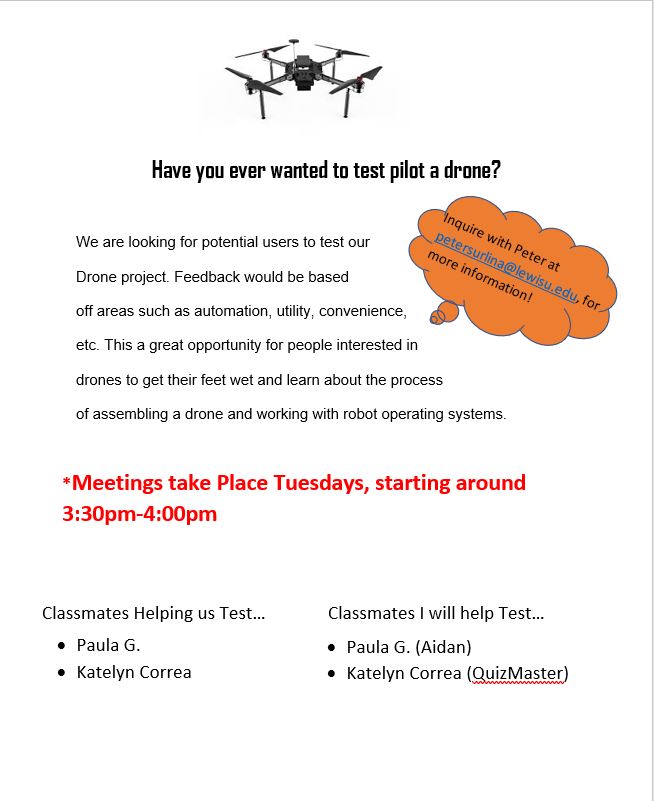 Have you ever wanted to test pilot a drone?
Inquire with Peter at
petersurlina@lewisu.edu, for
more information!
We are looking for potential users to test our
Drone project. Feedback would be based
off areas such as automation, utility, convenience,
etc. This a great opportunity for people interested in
drones to get their feet wet and learn about the process
of assembling a drone and working with robot operating systems.
*Meetings take Place Tuesdays, starting around
3:30pm-4:00pm
Classmates Helping us Test...
• Paula G.
• Katelyn Correa
Classmates I will help Test...
• Paula G. (Aidan)
• Katelyn Correa (QuizMaster)